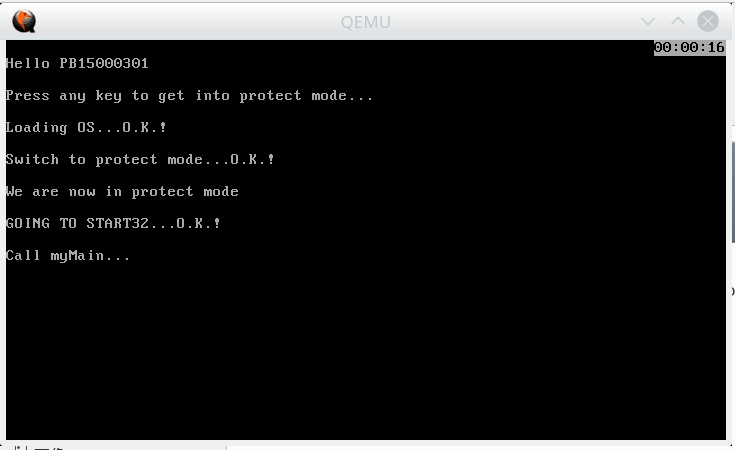 QEMU
00:00:16
Hello PB15000301
Press any key to get into protect mode...
Loading OS...O.K.!
Switch to protect mode...O.K.!
We are now in protect mode
GOING TO START32...O.K.!
Call myMain...